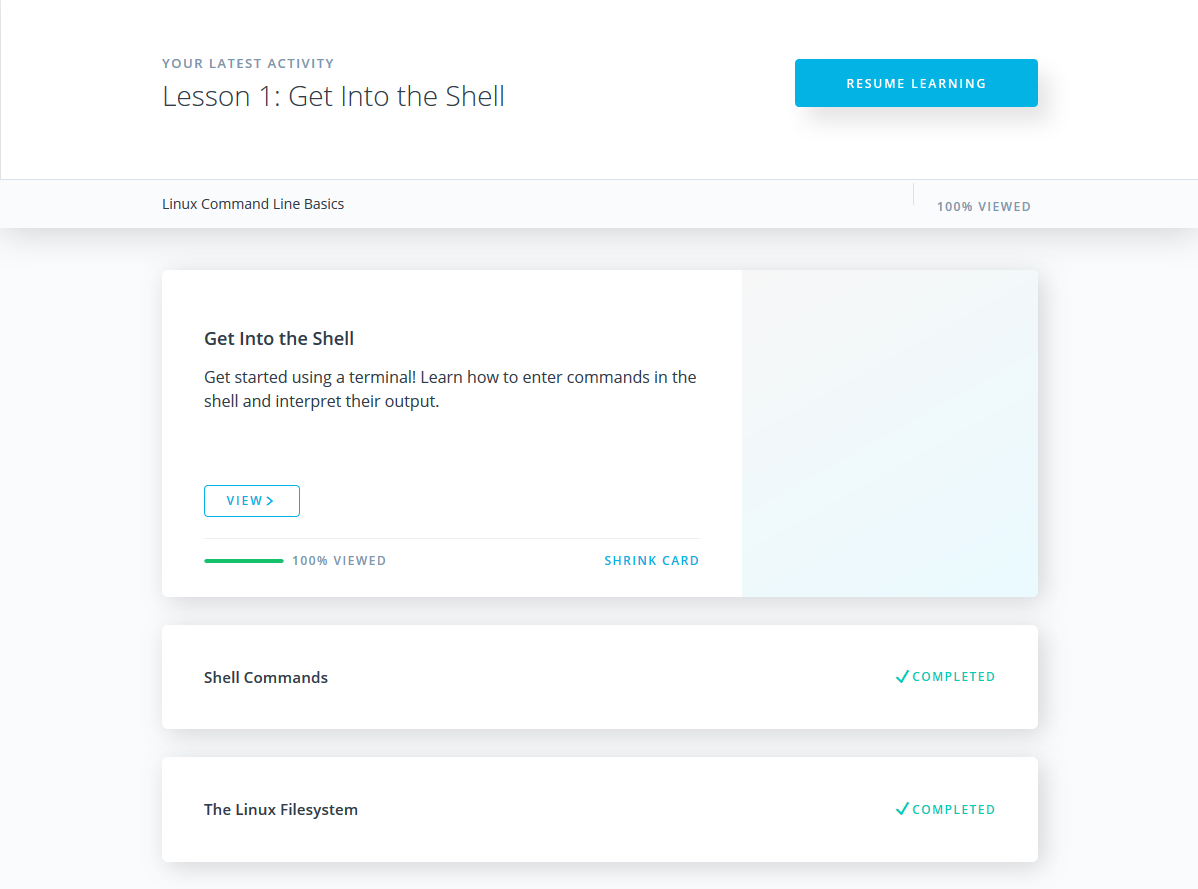 YOUR LATEST ACTIVITY
Lesson 1: Get Into the Shell
RESUME LEARNING
Linux Command Line Basics
100% VIEWED
Get Into the Shell
Get started using a terminal! Learn how to enter commands in the
shell and interpret their output.
VIEW
100% VIEWED
SHRINK CARD
Shell Commands
COMPLETED
The Linux Filesystem
COMPLETED